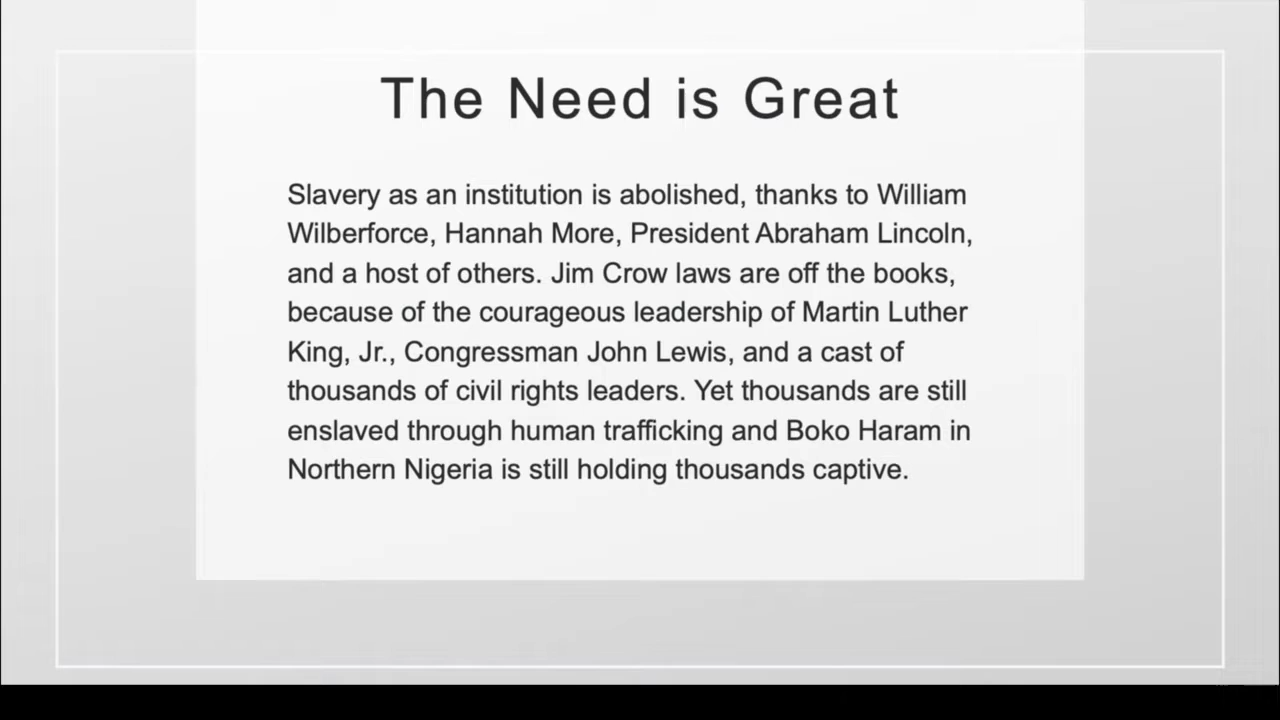 The Need is Great
Slavery as an institution is abolished, thanks to William
Wilberforce, Hannah More, President Abraham Lincoln,
and a host of others. Jim Crow laws are off the books,
because of the courageous leadership of Martin Luther
King, Jr., Congressman John Lewis, and a cast of
thousands of civil rights leaders. Yet thousands are still
enslaved through human trafficking and Boko Haram in
Northern Nigeria is still holding thousands captive.